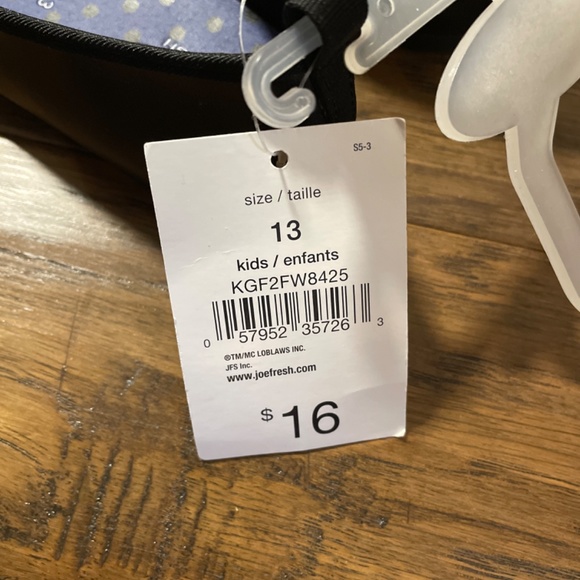 JFS
S5-3
size / taille
13
kids / enfants
KGF2FW8425
0 57952 35726 3
®TM/MC LOBLAWS INC.
JFS Inc.
www.joefresh.com
$ 16